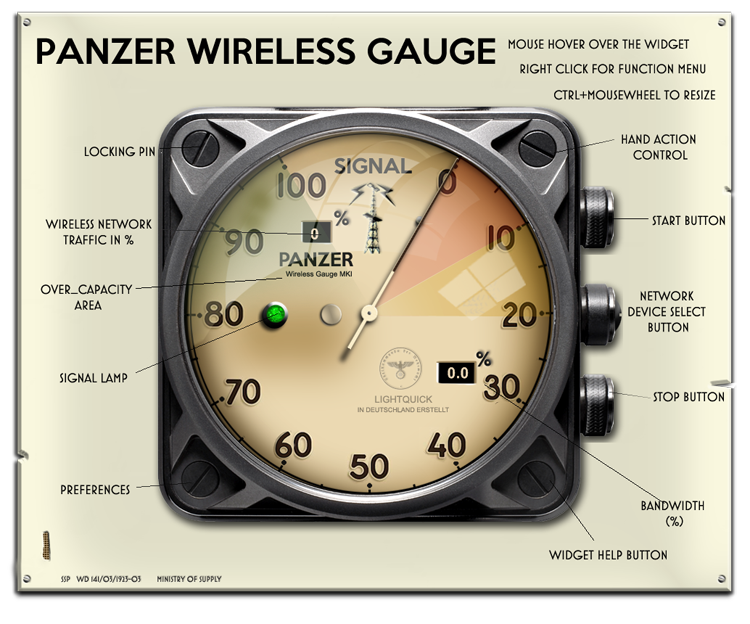 PANZER WIRELESS GAUGE
MOUSE HOVER OVER THE WIDGET
RIGHT CLICK FOR FUNCTION MENU
CTRL+MOUSEWHEEL TO RESIZE
LOCKING PIN
HAND ACTION
CONTROL
SIGNAL
100
0
WIRELESS NETWORK
TRAFFIC IN %
0 %
START BUTTON
90
10
PANZER
Wireless Gauge MKI
OVER_CAPACITY
AREA
NETWORK
DEVICE SELECT
BUTTON
80
20
SIGNAL LAMP
0.0 %
LIGHTQUICK
IN DEUTSCHLAND ERSTELLT
STOP BUTTON
70
30
60
40
50
PREFERENCES
BANDWIDTH
(%)
WIDGET HELP BUTTON
SSP WD 141/03/1923-03 MINISTRY OF SUPPLY